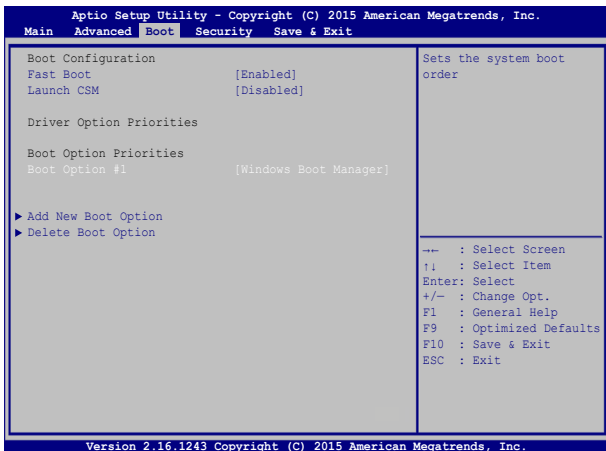 Aptio Setup Utility - Copyright (C) 2015 American Megatrends, Inc.
Main Advanced Boot Security Save & Exit
Boot Configuration
Fast Boot [Enabled]
Launch CSM [Disabled]
Driver Option Priorities
Boot Option Priorities
Boot Option #1 [Windows Boot Manager]
Add New Boot Option
Delete Boot Option
Sets the system boot
order
→← : Select Screen
↑↓ : Select Item
Enter: Select
+/— : Change Opt.
F1 : General Help
F9 : Optimized Defaults
F10 : Save & Exit
ESC : Exit
Version 2.16.1243 Copyright (C) 2015 American Megatrends, Inc.